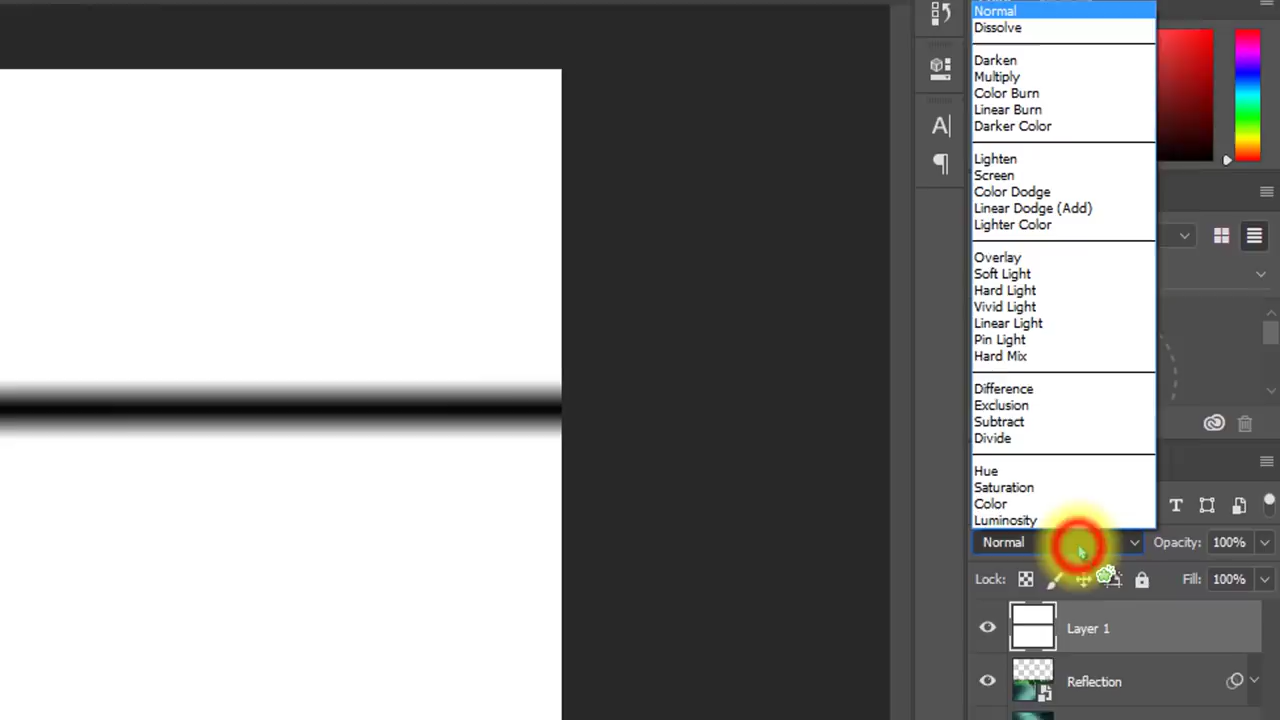 Normal
Dissolve
Darken
Multiply
Color Burn
Linear Burn
Darker Color
Lighten
Screen
Color Dodge
Linear Dodge (Add)
Lighter Color
Overlay
Soft Light
Hard Light
Vivid Light
Linear Light
Pin Light
Hard Mix
Difference
Exclusion
Subtract
Divide
Hue
Saturation
Color
Luminosity
Normal Opacity: 100%
Lock: Fill: 100%
Layer 1
Reflection